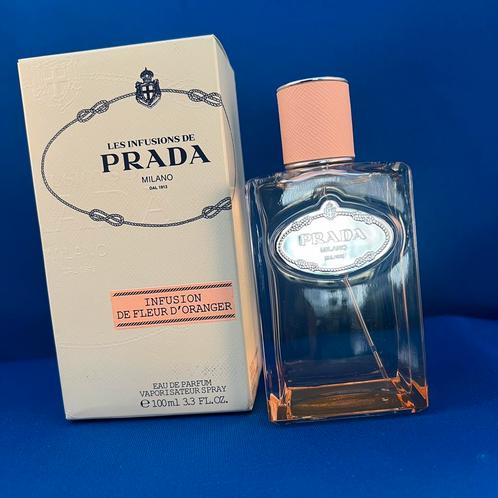 LES INFUSIONS DE
PRADA
MILANO
DAL 1913
INFUSION
DE FLEUR D'ORANGER
EAU DE PARFUM
VAPORISATEUR SPRAY
℮ 100ml 3.3 FL.OZ.
PRADA
MILANO